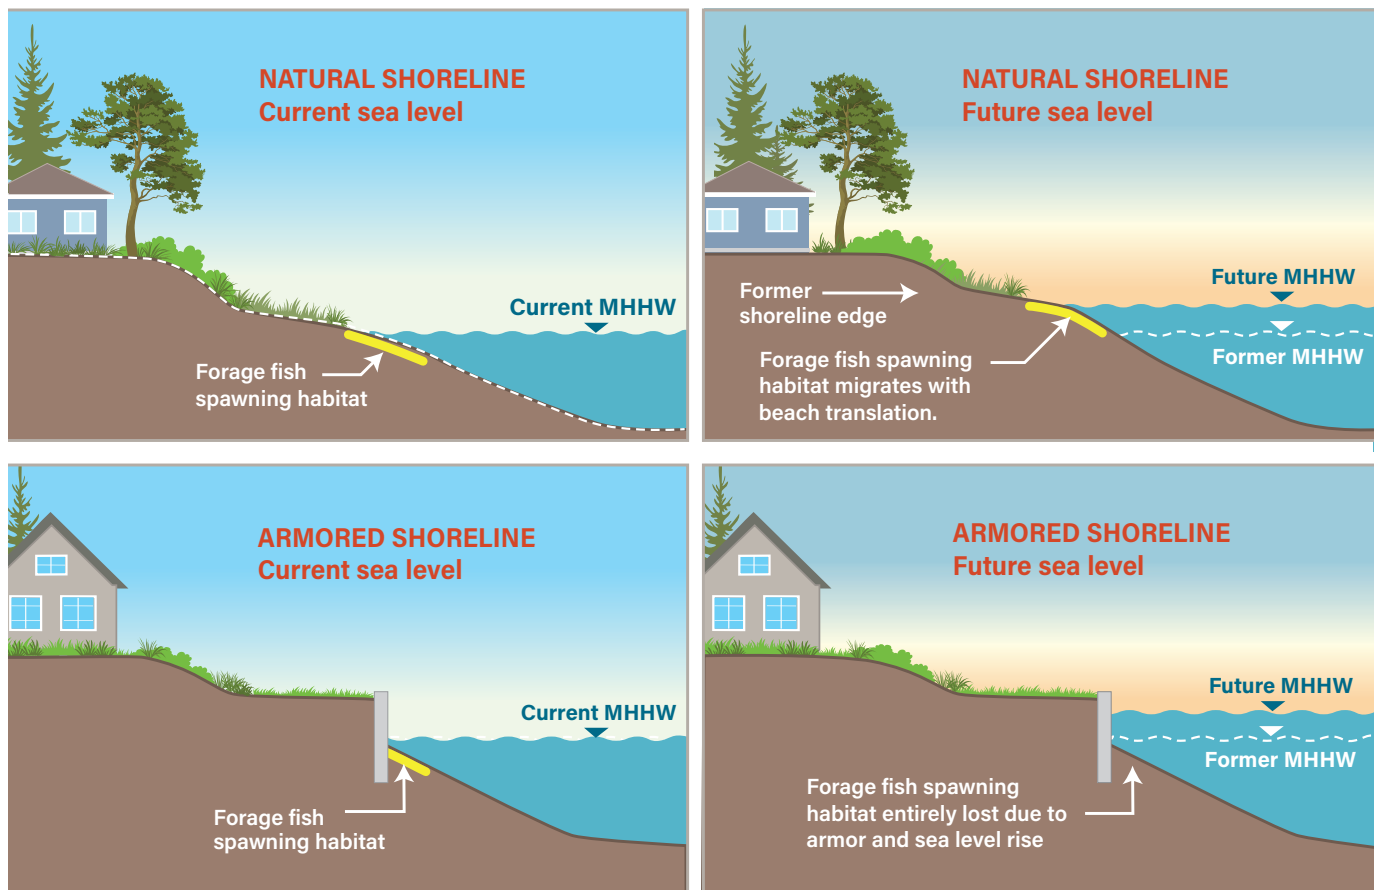 NATURAL SHORELINE
Current sea level
Current MHHW
Forage fish
spawning habitat
NATURAL SHORELINE
Future sea level
Future MHHW
Former MHHW
Former
shoreline edge
Forage fish spawning
habitat migrates with
beach translation.
ARMORED SHORELINE
Current sea level
Current MHHW
Forage fish
spawning habitat
ARMORED SHORELINE
Future sea level
Future MHHW
Former MHHW
Forage fish spawning
habitat entirely lost due to
armor and sea level rise